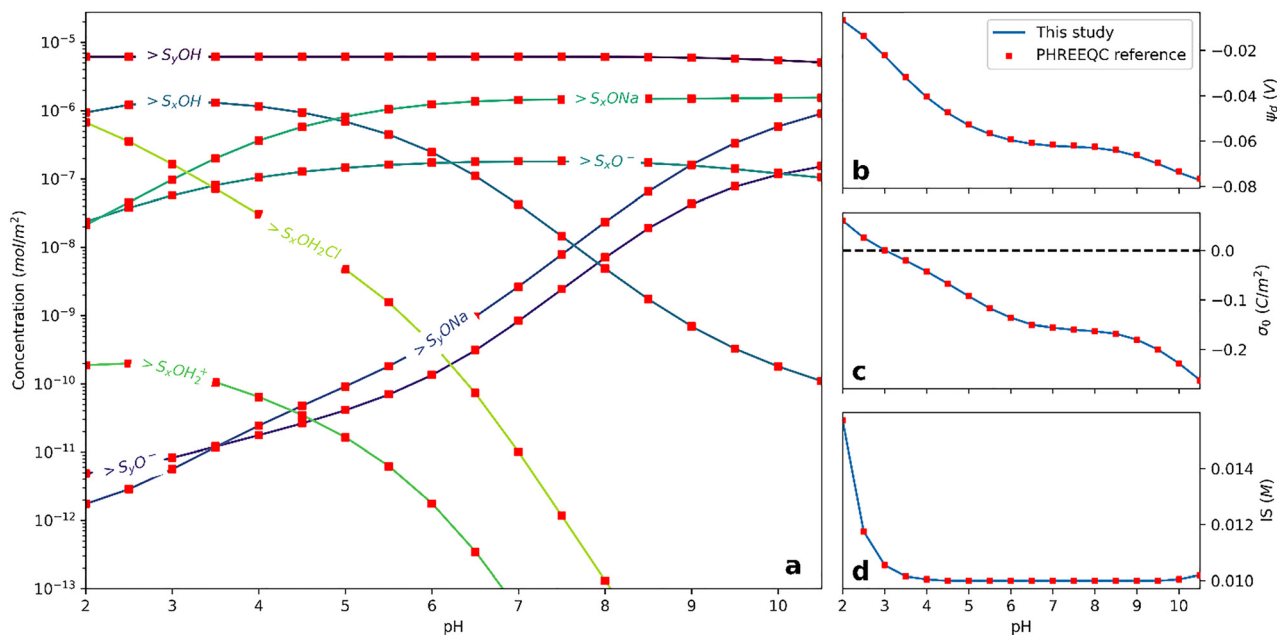 Concentration (mol/m²)
10⁻⁵
10⁻⁶
10⁻⁷
10⁻⁸
10⁻⁹
10⁻¹⁰
10⁻¹¹
10⁻¹²
10⁻¹³
>SyOH
>SxOH
>SxONa
>SxO⁻
>SxOH₂Cl
>SyONa
>SxOH₂⁺
>SyO⁻
a
2 3 4 5 6 7 8 9 10
pH
This study
PHREEQC reference
b
−0.02
−0.04
−0.06
−0.08
ψd (V)
c
0.0
−0.1
−0.2
σ₀ (C/m²)
d
0.014
0.012
0.010
IS (M)
2 3 4 5 6 7 8 9 10
pH